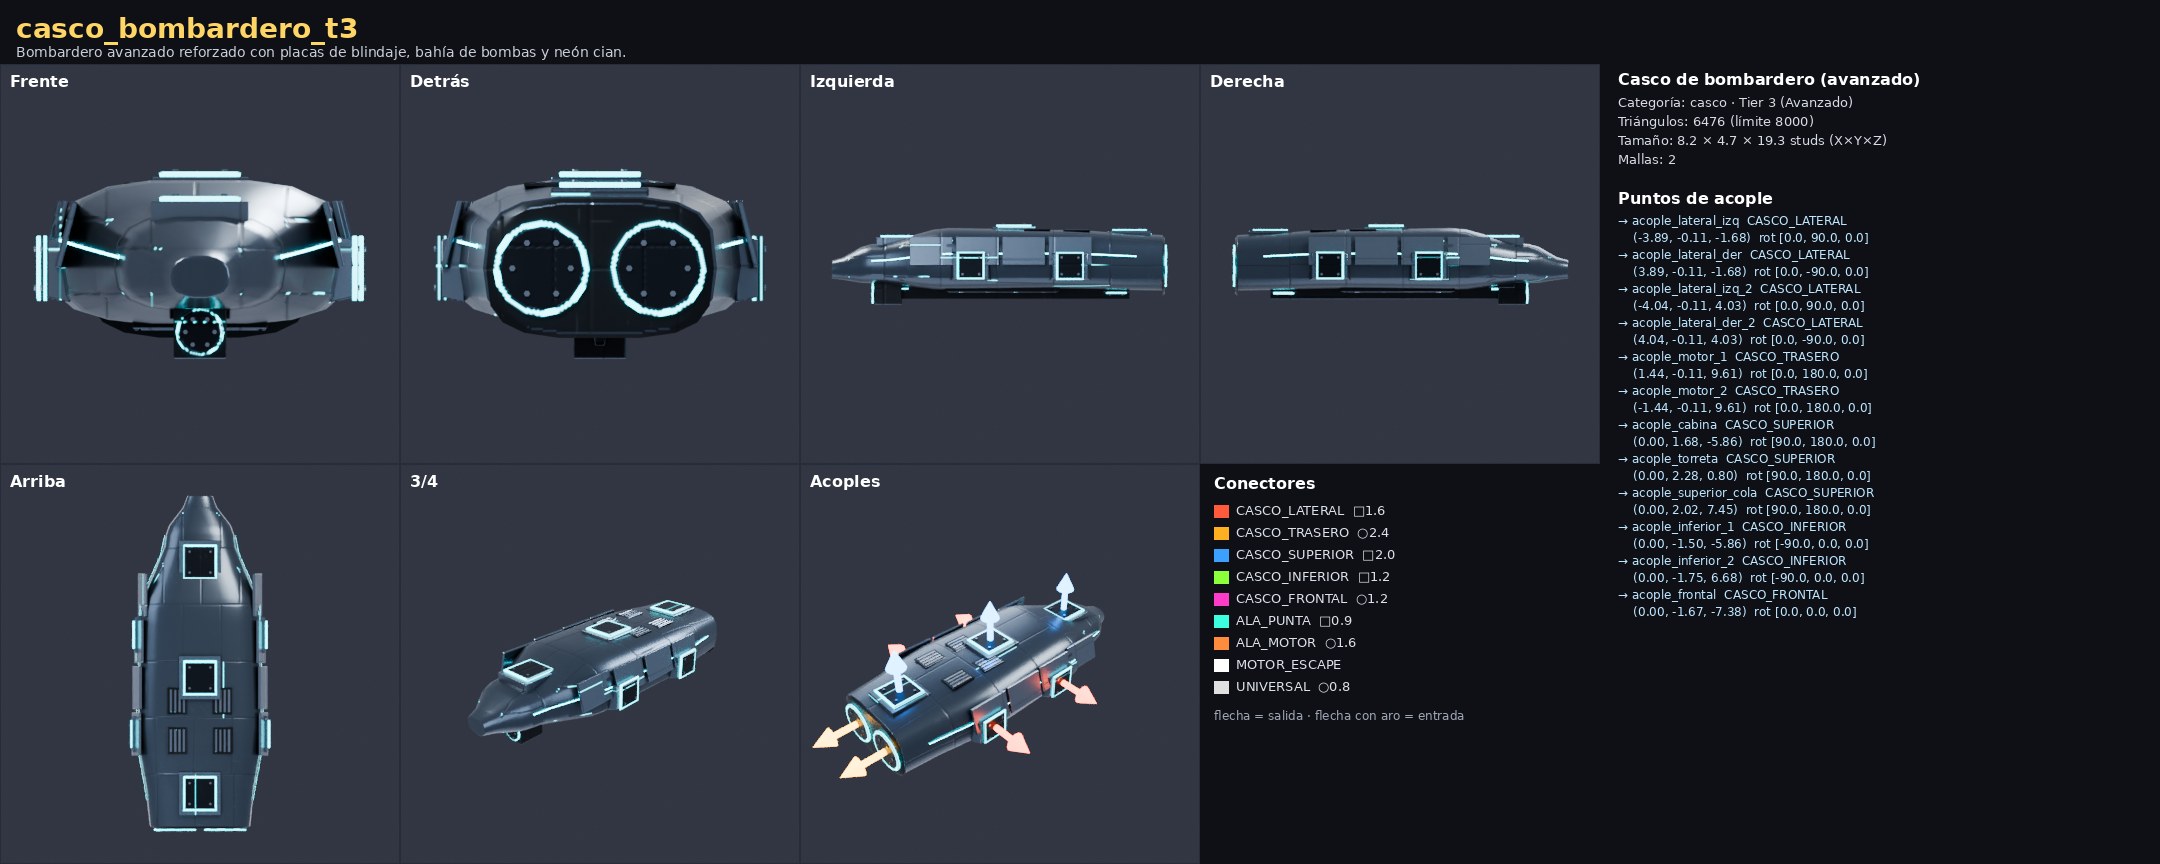 casco_bombardero_t3
Bombardero avanzado reforzado con placas de blindaje, bahía de bombas y neón cian.
Frente
Detrás
Izquierda
Derecha
Casco de bombardero (avanzado)
Categoría: casco · Tier 3 (Avanzado)
Triángulos: 6476 (límite 8000)
Tamaño: 8.2 × 4.7 × 19.3 studs (X×Y×Z)
Mallas: 2
Puntos de acople
→ acople_lateral_izq CASCO_LATERAL
(-3.89, -0.11, -1.68) rot [0.0, 90.0, 0.0]
→ acople_lateral_der CASCO_LATERAL
(3.89, -0.11, -1.68) rot [0.0, -90.0, 0.0]
→ acople_lateral_izq_2 CASCO_LATERAL
(-4.04, -0.11, 4.03) rot [0.0, 90.0, 0.0]
→ acople_lateral_der_2 CASCO_LATERAL
(4.04, -0.11, 4.03) rot [0.0, -90.0, 0.0]
→ acople_motor_1 CASCO_TRASERO
(1.44, -0.11, 9.61) rot [0.0, 180.0, 0.0]
→ acople_motor_2 CASCO_TRASERO
(-1.44, -0.11, 9.61) rot [0.0, 180.0, 0.0]
→ acople_cabina CASCO_SUPERIOR
(0.00, 1.68, -5.86) rot [90.0, 180.0, 0.0]
→ acople_torreta CASCO_SUPERIOR
(0.00, 2.28, 0.80) rot [90.0, 180.0, 0.0]
→ acople_superior_cola CASCO_SUPERIOR
(0.00, 2.02, 7.45) rot [90.0, 180.0, 0.0]
→ acople_inferior_1 CASCO_INFERIOR
(0.00, -1.50, -5.86) rot [-90.0, 0.0, 0.0]
→ acople_inferior_2 CASCO_INFERIOR
(0.00, -1.75, 6.68) rot [-90.0, 0.0, 0.0]
→ acople_frontal CASCO_FRONTAL
(0.00, -1.67, -7.38) rot [0.0, 0.0, 0.0]
Arriba
3/4
Acoples
Conectores
CASCO_LATERAL □1.6
CASCO_TRASERO ○2.4
CASCO_SUPERIOR □2.0
CASCO_INFERIOR □1.2
CASCO_FRONTAL ○1.2
ALA_PUNTA □0.9
ALA_MOTOR ○1.6
MOTOR_ESCAPE
UNIVERSAL ○0.8
flecha = salida · flecha con aro = entrada